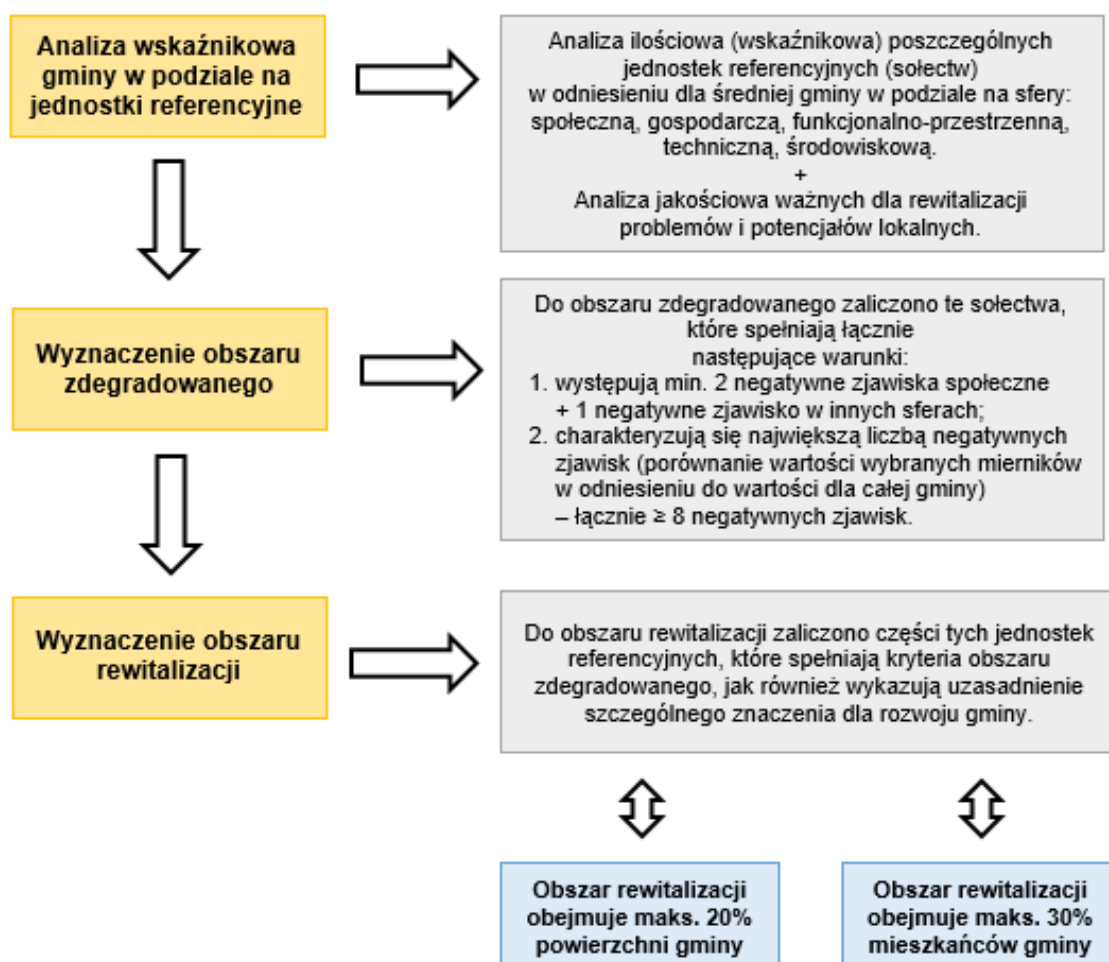 Analiza wskaźnikowa
gminy w podziale na
jednostki referencyjne
Analiza ilościowa (wskaźnikowa) poszczególnych
jednostek referencyjnych (sołectw)
w odniesieniu dla średniej gminy w podziale na sfery:
społeczną, gospodarczą, funkcjonalno-przestrzenną,
techniczną, środowiskową.
+
Analiza jakościowa ważnych dla rewitalizacji
problemów i potencjałów lokalnych.
Wyznaczenie obszaru
zdegradowanego
Do obszaru zdegradowanego zaliczono te sołectwa,
które spełniają łącznie
następujące warunki:
1. występują min. 2 negatywne zjawiska społeczne
+ 1 negatywne zjawisko w innych sferach;
2. charakteryzują się największą liczbą negatywnych
zjawisk (porównanie wartości wybranych mierników
w odniesieniu do wartości dla całej gminy)
– łącznie ≥ 8 negatywnych zjawisk.
Wyznaczenie obszaru
rewitalizacji
Do obszaru rewitalizacji zaliczono części tych jednostek
referencyjnych, które spełniają kryteria obszaru
zdegradowanego, jak również wykazują uzasadnienie
szczególnego znaczenia dla rozwoju gminy.
Obszar rewitalizacji
obejmuje maks. 20%
powierzchni gminy
Obszar rewitalizacji
obejmuje maks. 30%
mieszkańców gminy